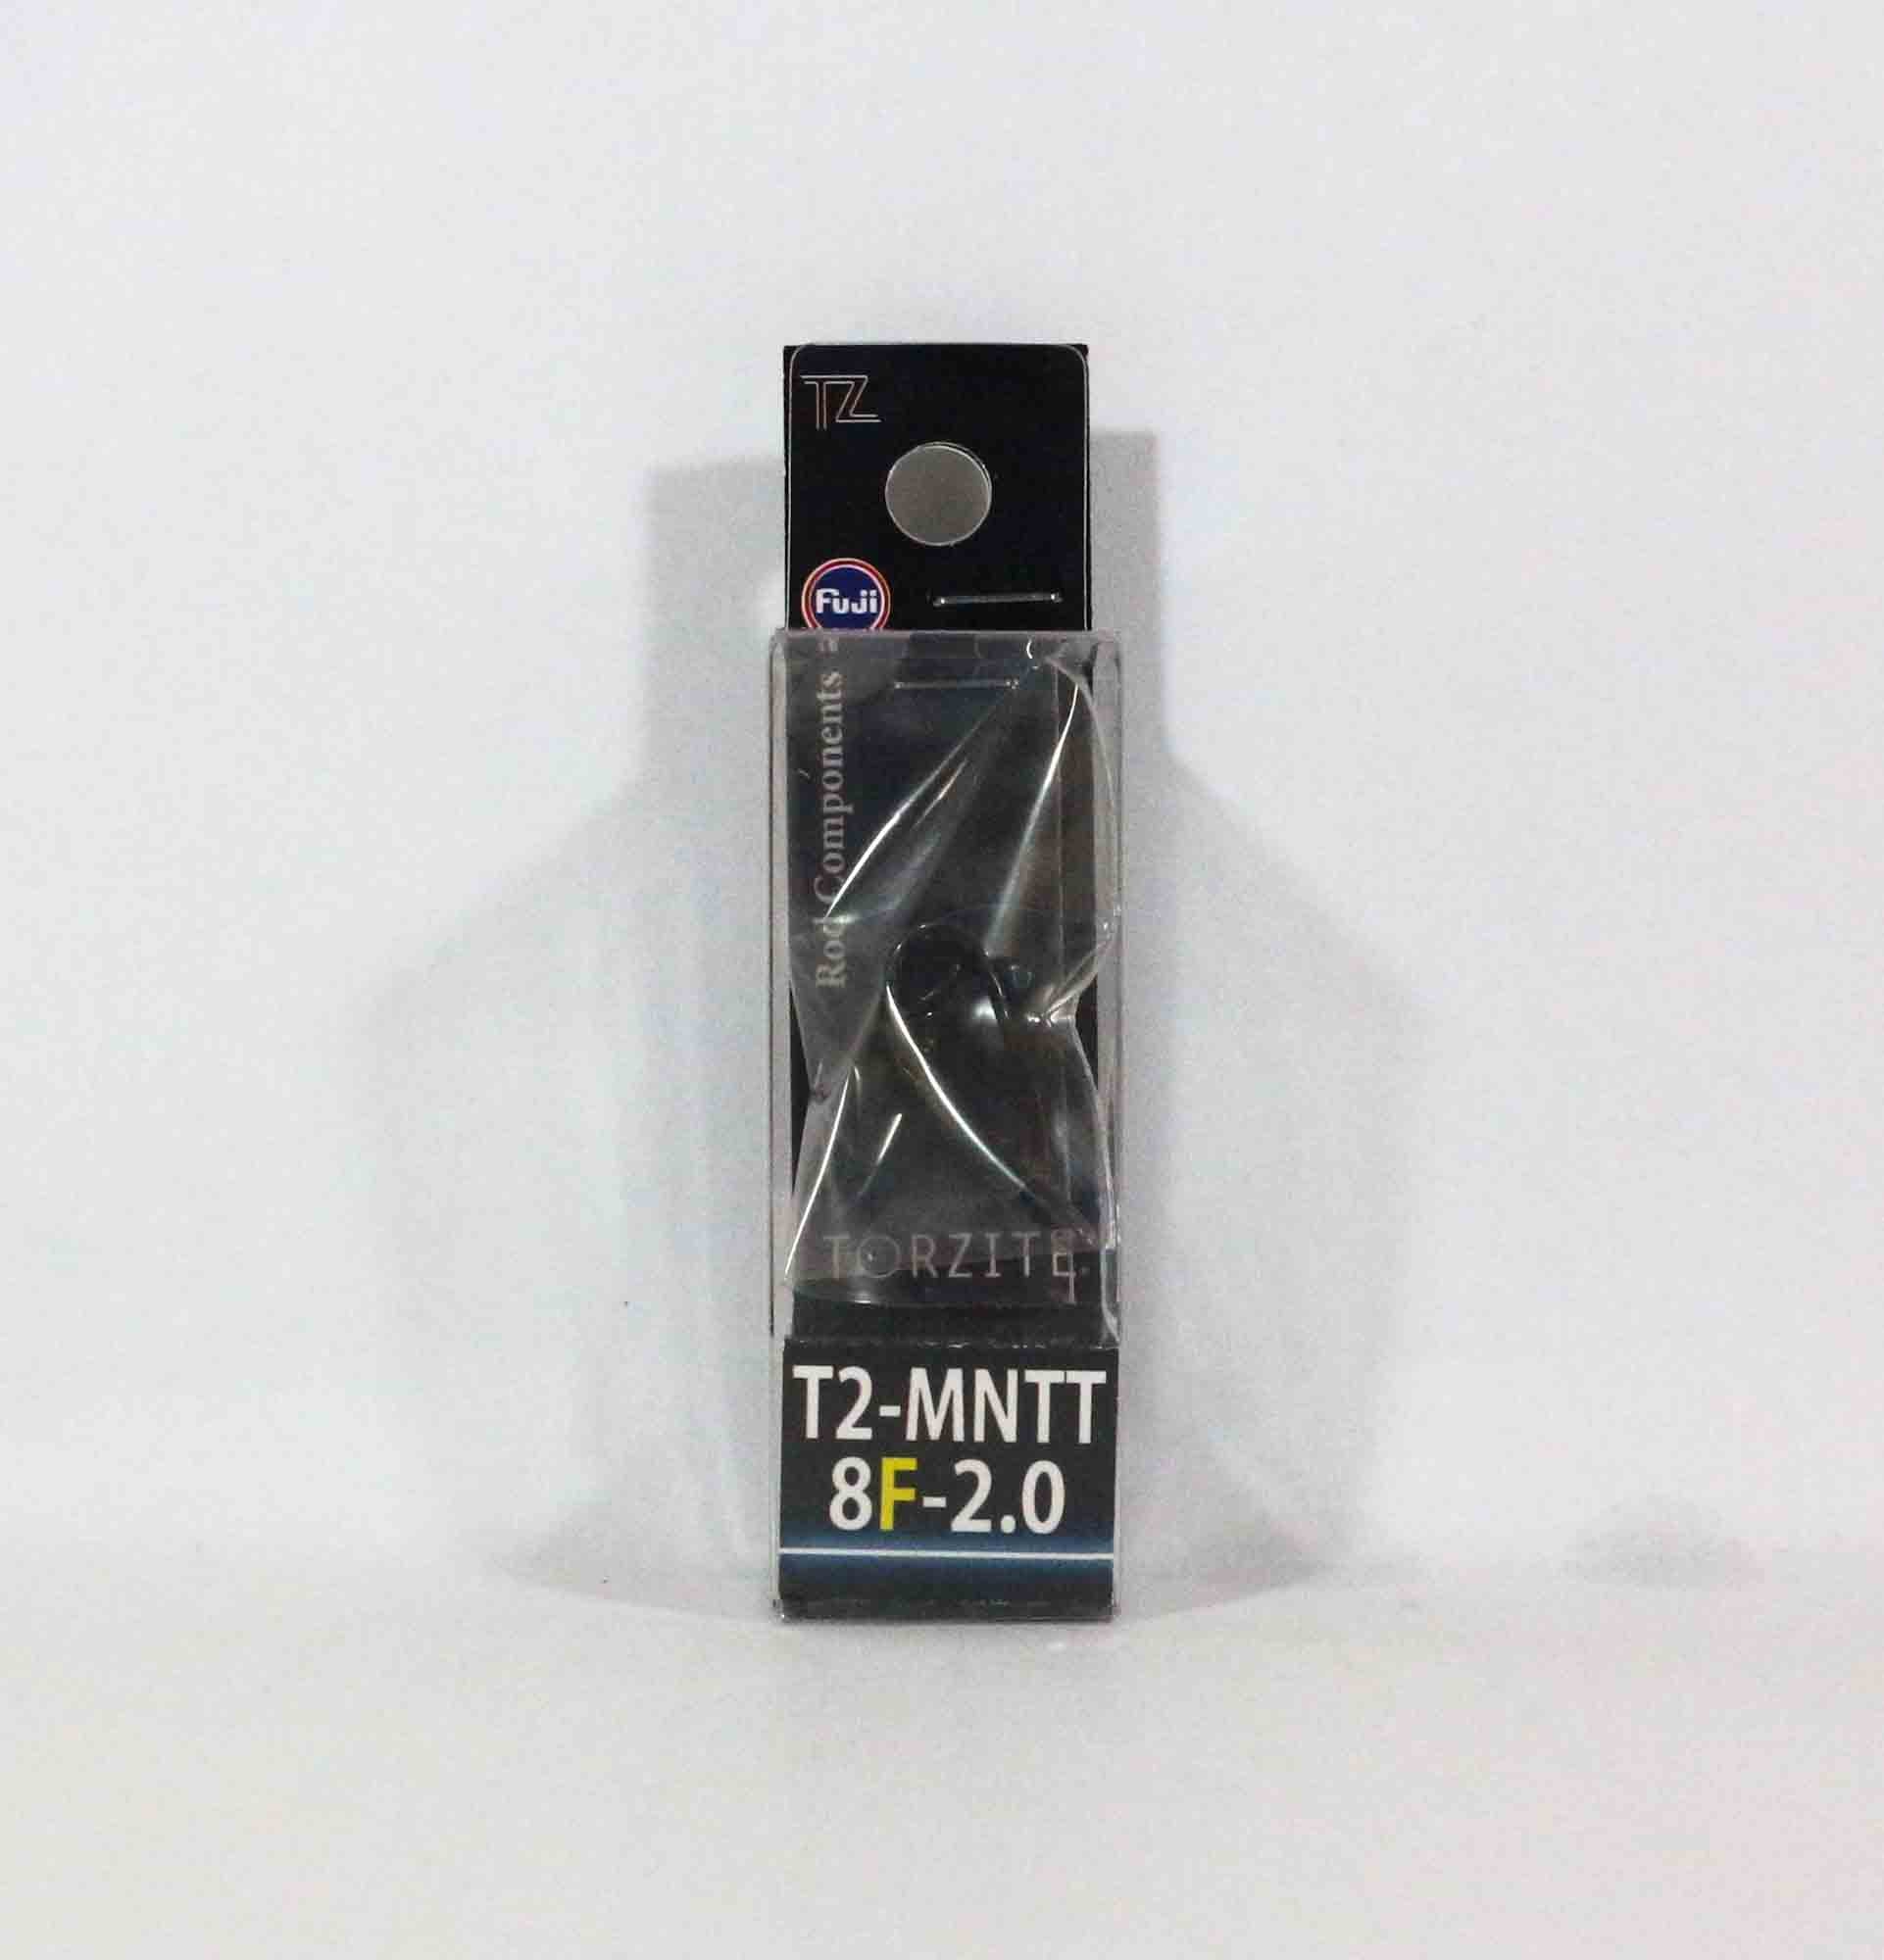 TZ
Fuji
Rod Components
TORZITE
T2-MNTT
8F-2.0